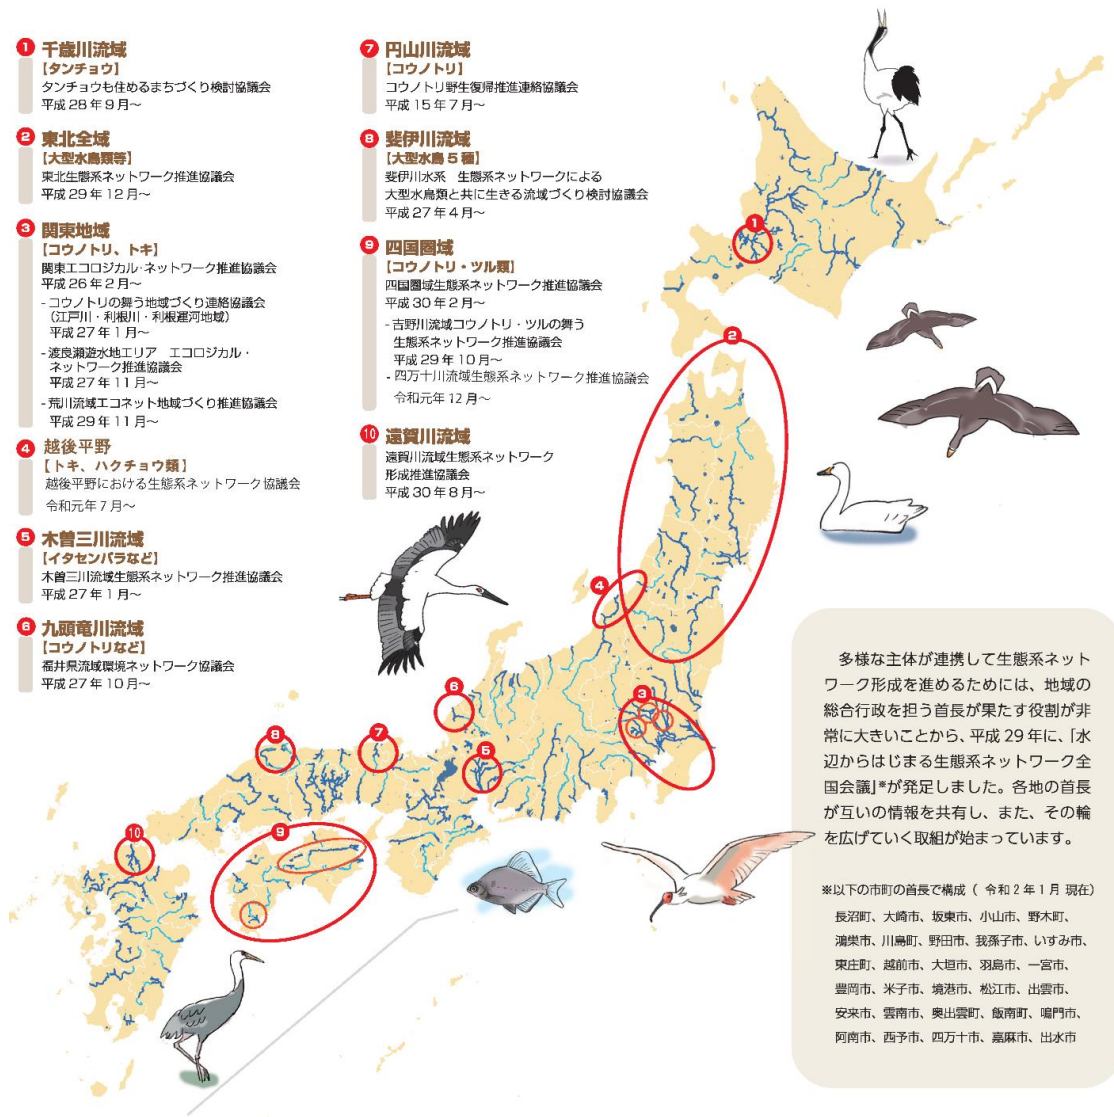 1 千歳川流域
【タンチョウ】
タンチョウも住めるまちづくり検討協議会
平成28年9月～
2 東北全域
【大型水鳥類等】
東北生態系ネットワーク推進協議会
平成29年12月～
3 関東地域
【コウノトリ、トキ】
関東エコロジカル・ネットワーク推進協議会
平成26年2月～
- コウノトリの舞う地域づくり連絡協議会
（江戸川・利根川・利根運河地域）
平成27年1月～
- 渡良瀬遊水地エリア　エコロジカル・
ネットワーク推進協議会
平成27年11月～
- 荒川流域エコネット地域づくり推進協議会
平成29年11月～
4 越後平野
【トキ、ハクチョウ類】
越後平野における生態系ネットワーク協議会
令和元年7月～
5 木曽三川流域
【イタセンパラなど】
木曽三川流域生態系ネットワーク推進協議会
平成27年1月～
6 九頭竜川流域
【コウノトリなど】
福井県流域環境ネットワーク協議会
平成27年10月～
7 円山川流域
【コウノトリ】
コウノトリ野生復帰推進連絡協議会
平成15年7月～
8 斐伊川流域
【大型水鳥5種】
斐伊川水系　生態系ネットワークによる
大型水鳥類と共に生きる流域づくり検討協議会
平成27年4月～
9 四国圏域
【コウノトリ・ツル類】
四国圏域生態系ネットワーク推進協議会
平成30年2月～
- 吉野川流域コウノトリ・ツルの舞う
生態系ネットワーク推進協議会
平成29年10月～
- 四万十川流域生態系ネットワーク推進協議会
令和元年12月～
10 遠賀川流域
遠賀川流域生態系ネットワーク
形成推進協議会
平成30年8月～
1
2
4
3
6
7
8
5
9
10
多様な主体が連携して生態系ネット
ワーク形成を進めるためには、地域の
総合行政を担う首長が果たす役割が非
常に大きいことから、平成29年に、「水
辺からはじまる生態系ネットワーク全
国会議」※が発足しました。各地の首長
が互いの情報を共有し、また、その輪
を広げていく取組が始まっています。
※以下の市町の首長で構成（令和2年1月現在）
長沼町、大崎市、坂東市、小山市、野木町、
鴻巣市、川島町、野田市、我孫子市、いすみ市、
東庄町、越前市、大垣市、羽島市、一宮市、
豊岡市、米子市、境港市、松江市、出雲市、
安来市、雲南市、奥出雲町、飯南町、鳴門市、
阿南市、西予市、四万十市、嘉麻市、出水市